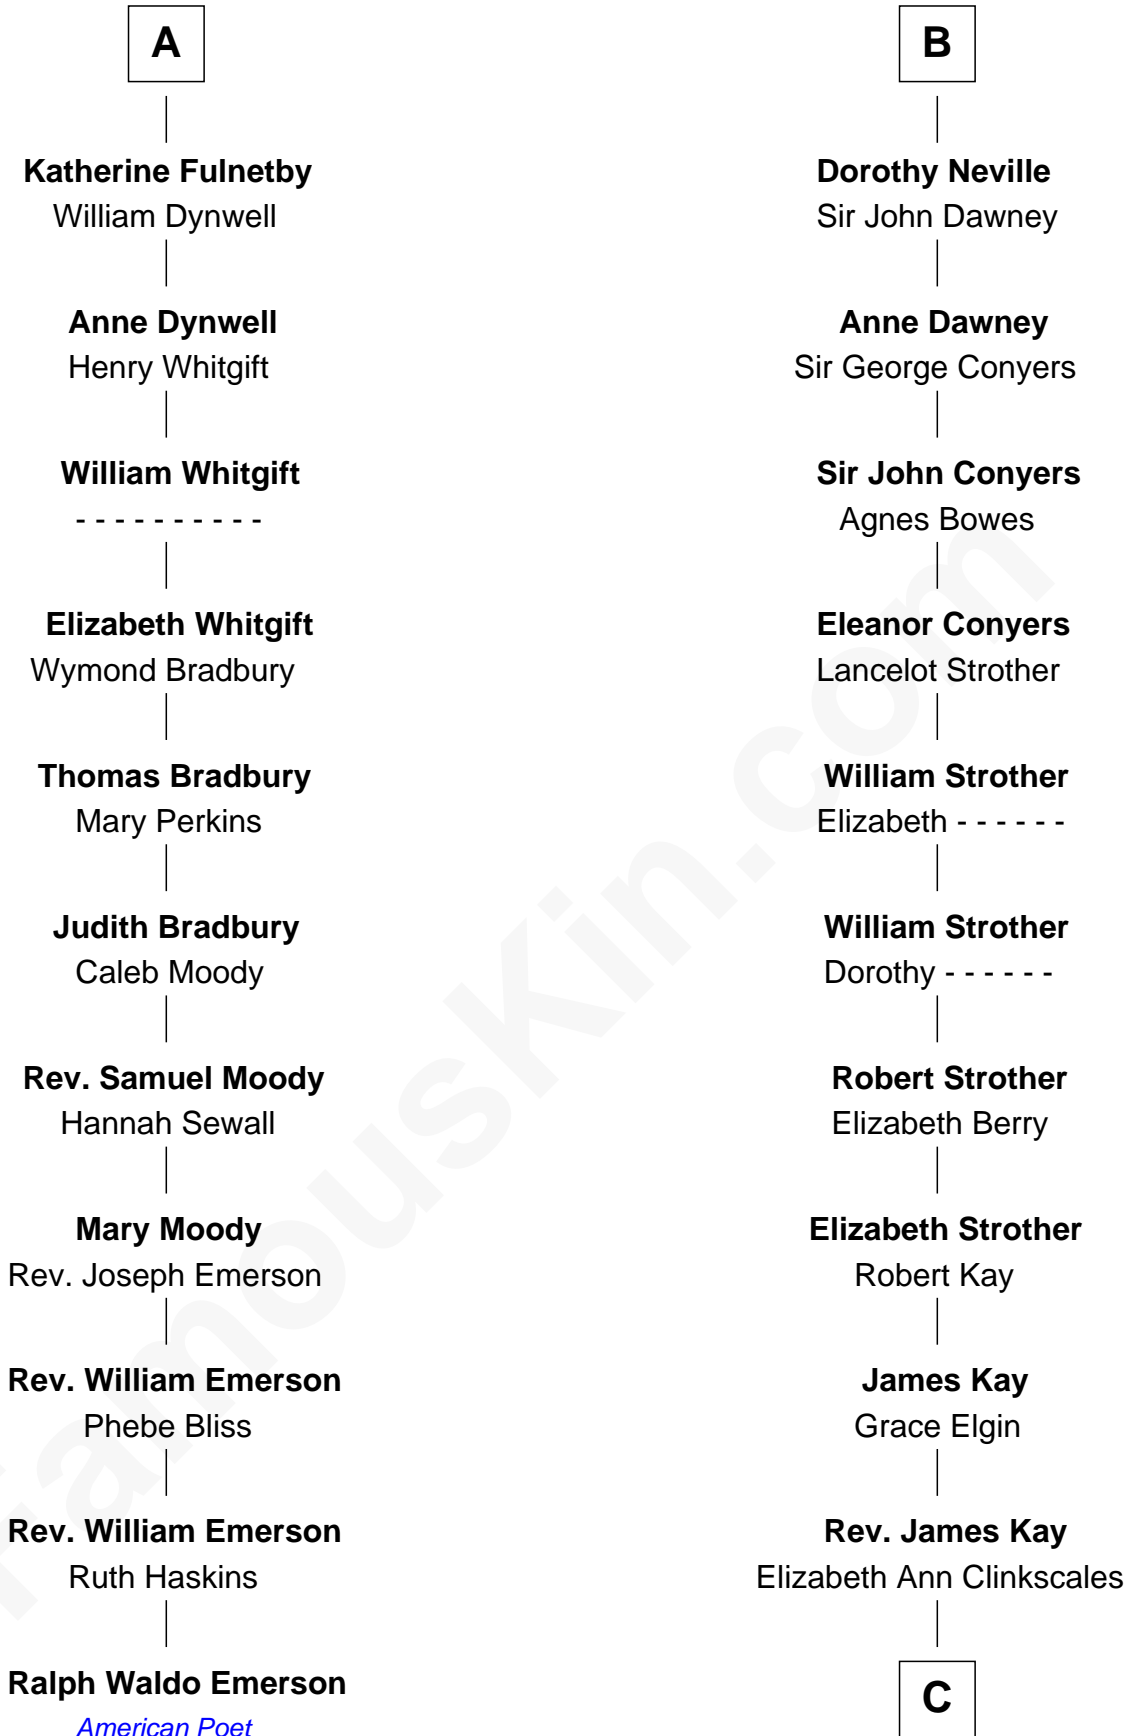 A
Katherine Fulnetby
William Dynwell
Anne Dynwell
Henry Whitgift
William Whitgift
- - - - - - - - - -
Elizabeth Whitgift
Wymond Bradbury
Thomas Bradbury
Mary Perkins
Judith Bradbury
Caleb Moody
Rev. Samuel Moody
Hannah Sewall
Mary Moody
Rev. Joseph Emerson
Rev. William Emerson
Phebe Bliss
Rev. William Emerson
Ruth Haskins
Ralph Waldo Emerson
American Poet
B
Dorothy Neville
Sir John Dawney
Anne Dawney
Sir George Conyers
Sir John Conyers
Agnes Bowes
Eleanor Conyers
Lancelot Strother
William Strother
Elizabeth - - - - - -
William Strother
Dorothy - - - - - -
Robert Strother
Elizabeth Berry
Elizabeth Strother
Robert Kay
James Kay
Grace Elgin
Rev. James Kay
Elizabeth Ann Clinkscales
C
FamousKin.com